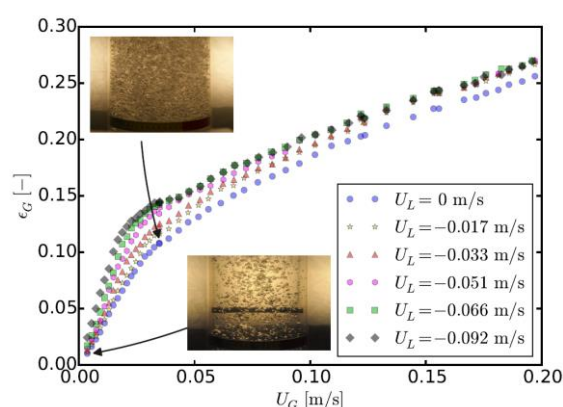 0.30
0.25
0.20
0.15
0.10
0.05
0.00
ϵ_G [−]
0.00 0.05 0.10 0.15 0.20
U_G [m/s]
U_L=0 m/s
U_L=−0.017 m/s
U_L=−0.033 m/s
U_L=−0.051 m/s
U_L=−0.066 m/s
U_L=−0.092 m/s